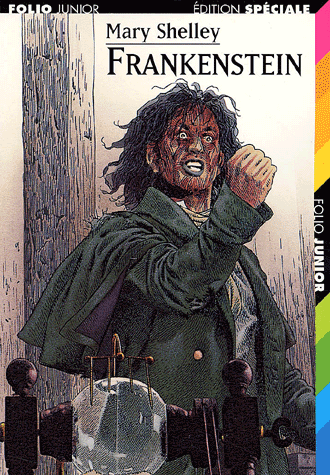 FOLIO JUNIOR
ÉDITION SPÉCIALE
Mary Shelley
FRANKENSTEIN
FOLIO JUNIOR